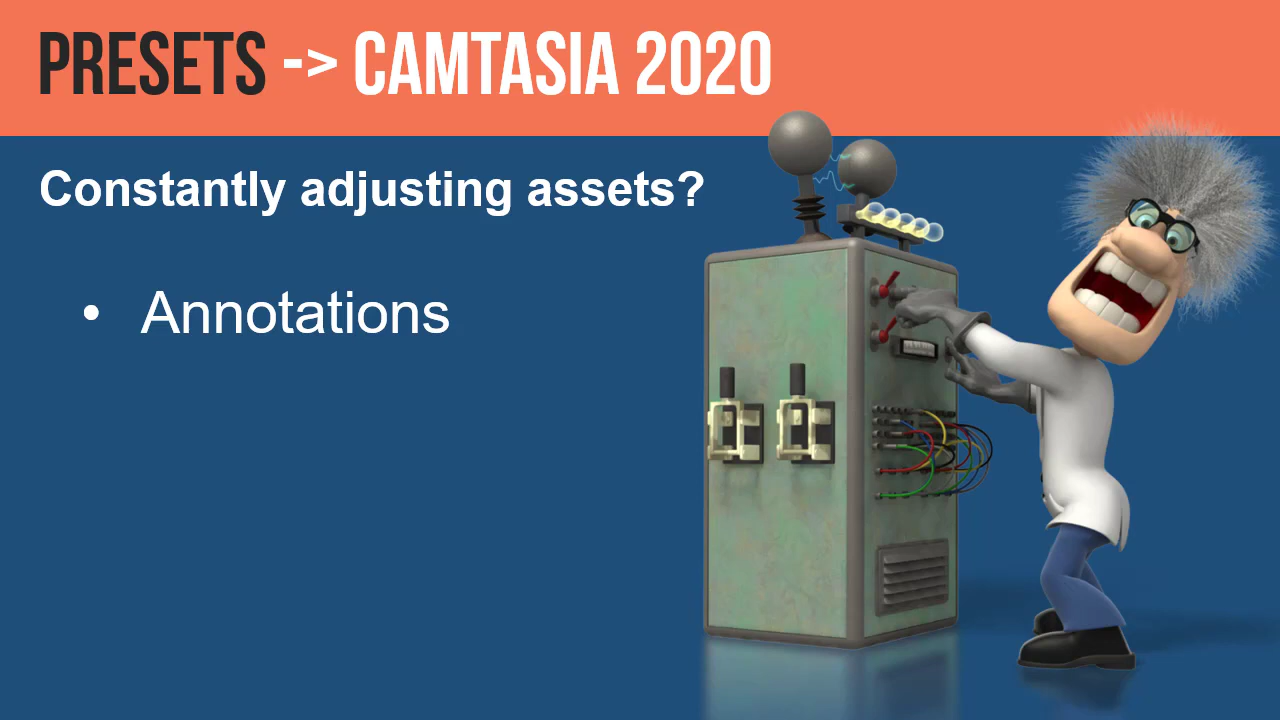 PRESETS -> CAMTASIA 2020
Constantly adjusting assets?
• Annotations